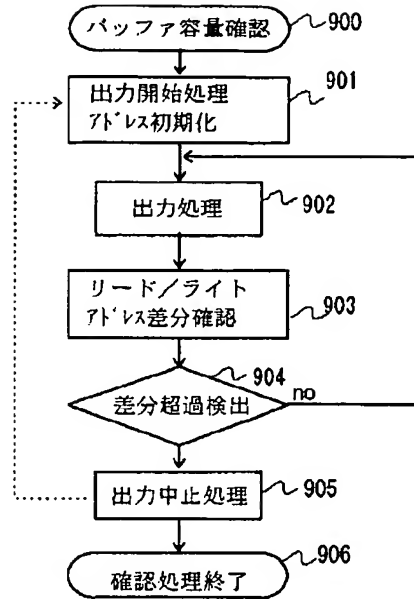 バッファ容量確認
900
出力開始処理
アドレス初期化
901
出力処理
902
リード／ライト
アドレス差分確認
903
904
差分超過検出
no
出力中止処理
905
906
確認処理終了